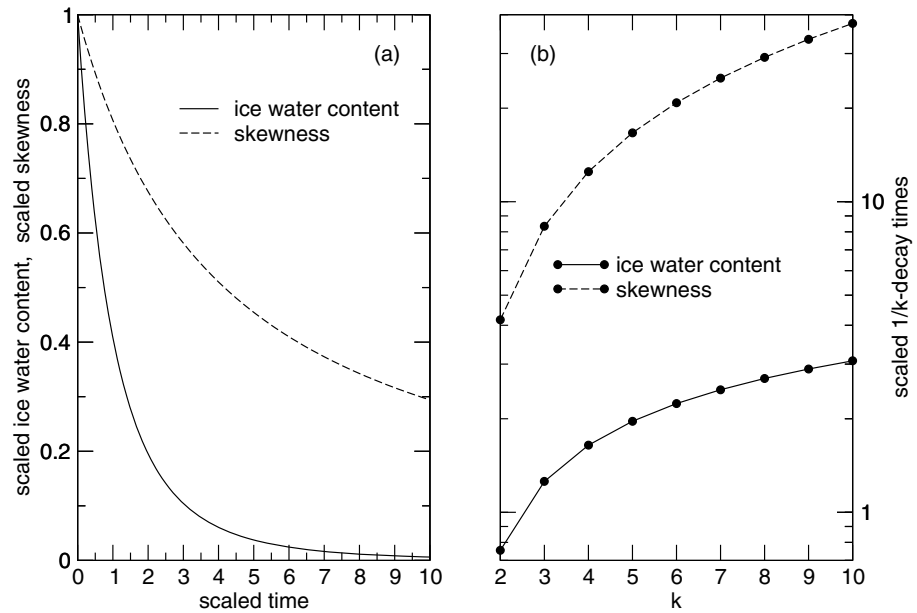 (a)
ice water content
skewness
1
0.8
0.6
0.4
0.2
0
scaled ice water content, scaled skewness
0 1 2 3 4 5 6 7 8 9 10
scaled time
(b)
ice water content
skewness
10
1
scaled 1/k-decay times
2 3 4 5 6 7 8 9 10
k